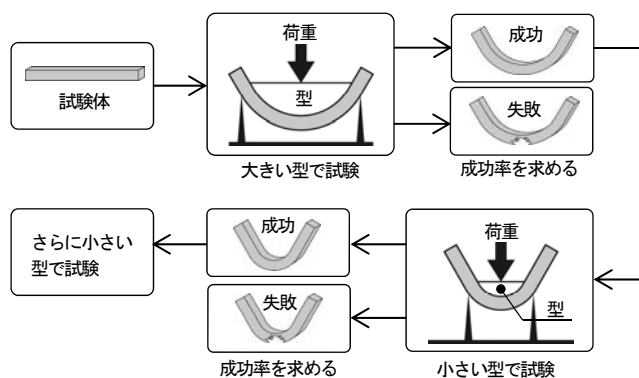 試験体
荷重
型
大きい型で試験
成功
失敗
成功率を求める
荷重
型
小さい型で試験
成功
失敗
成功率を求める
さらに小さい
型で試験